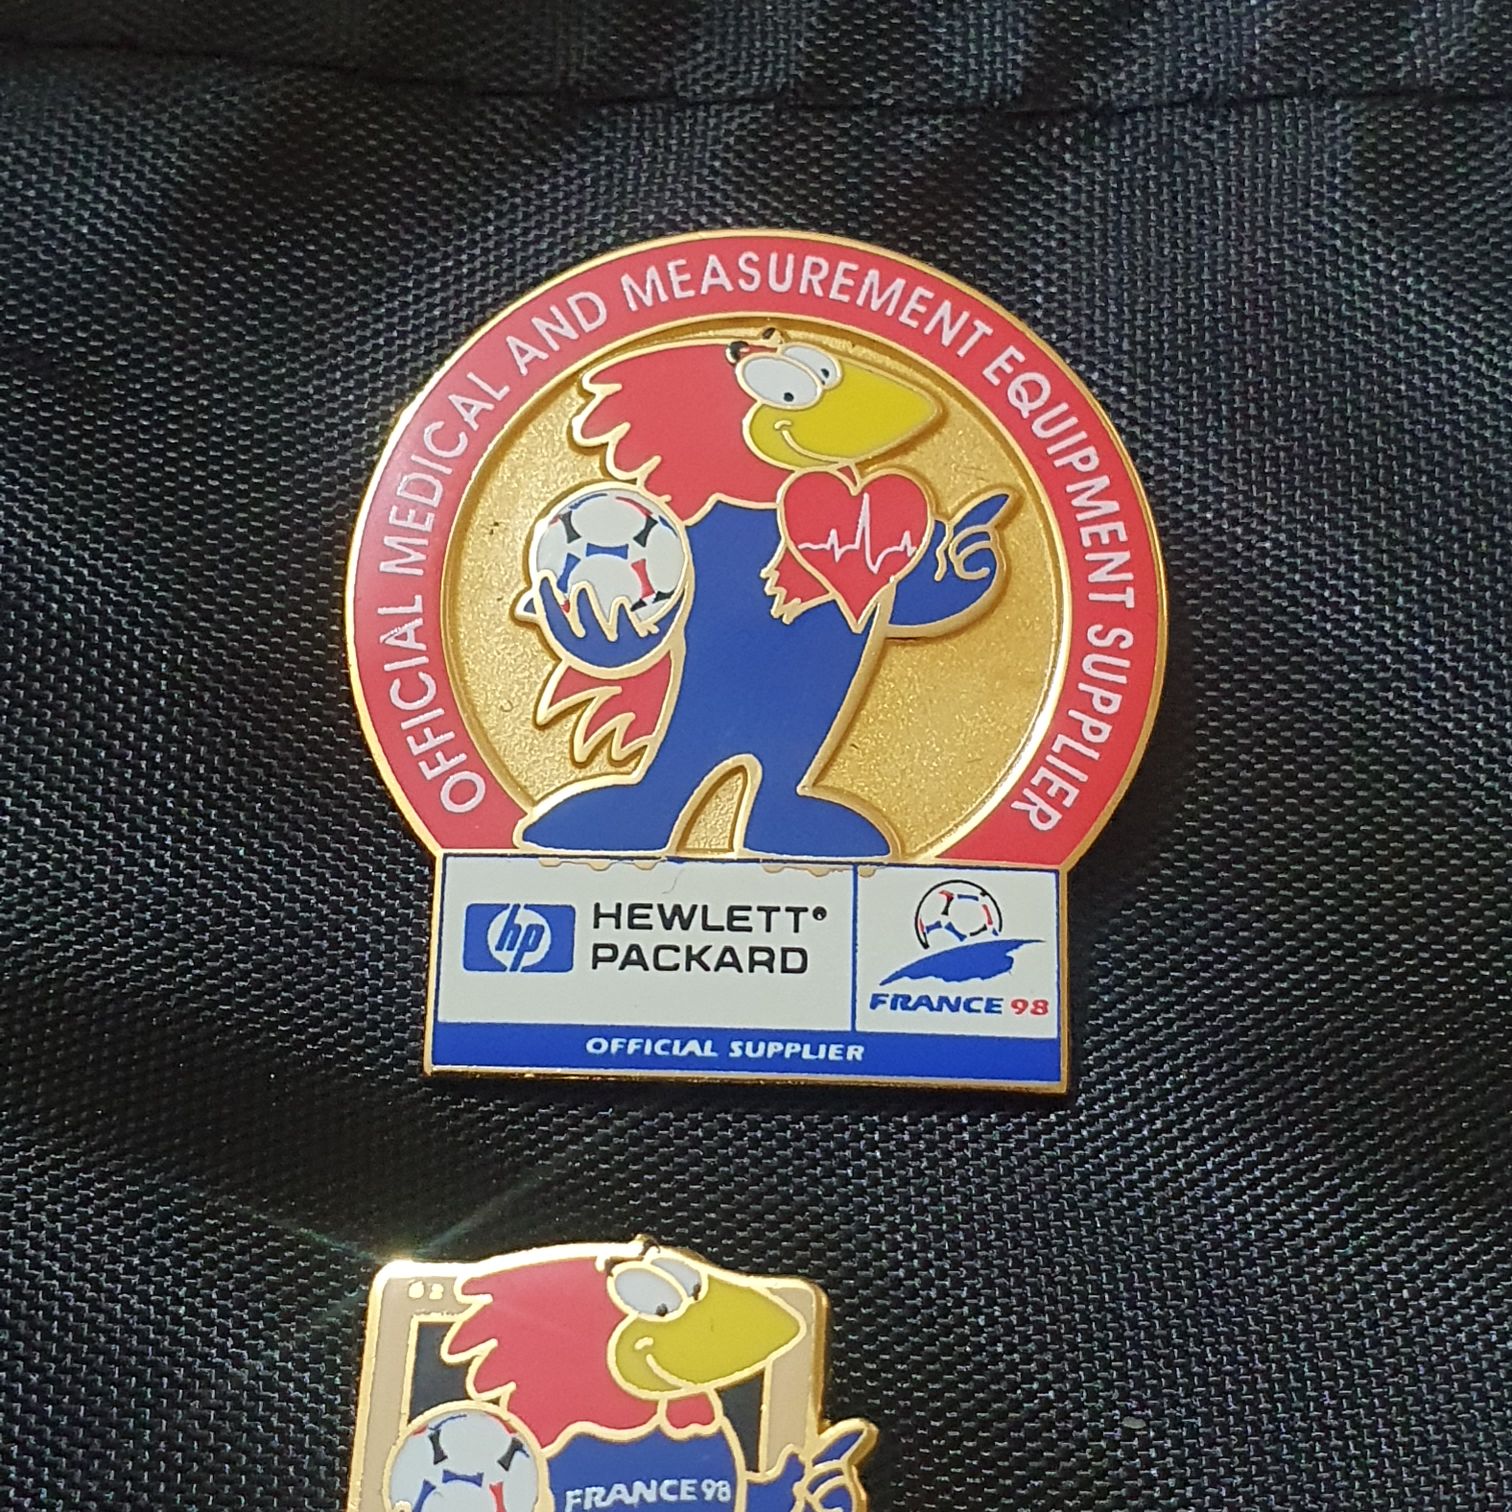 OFFICIAL MEDICAL AND MEASUREMENT EQUIPMENT SUPPLIER
hp HEWLETT®
PACKARD
FRANCE 98
OFFICIAL SUPPLIER
FRANCE 98